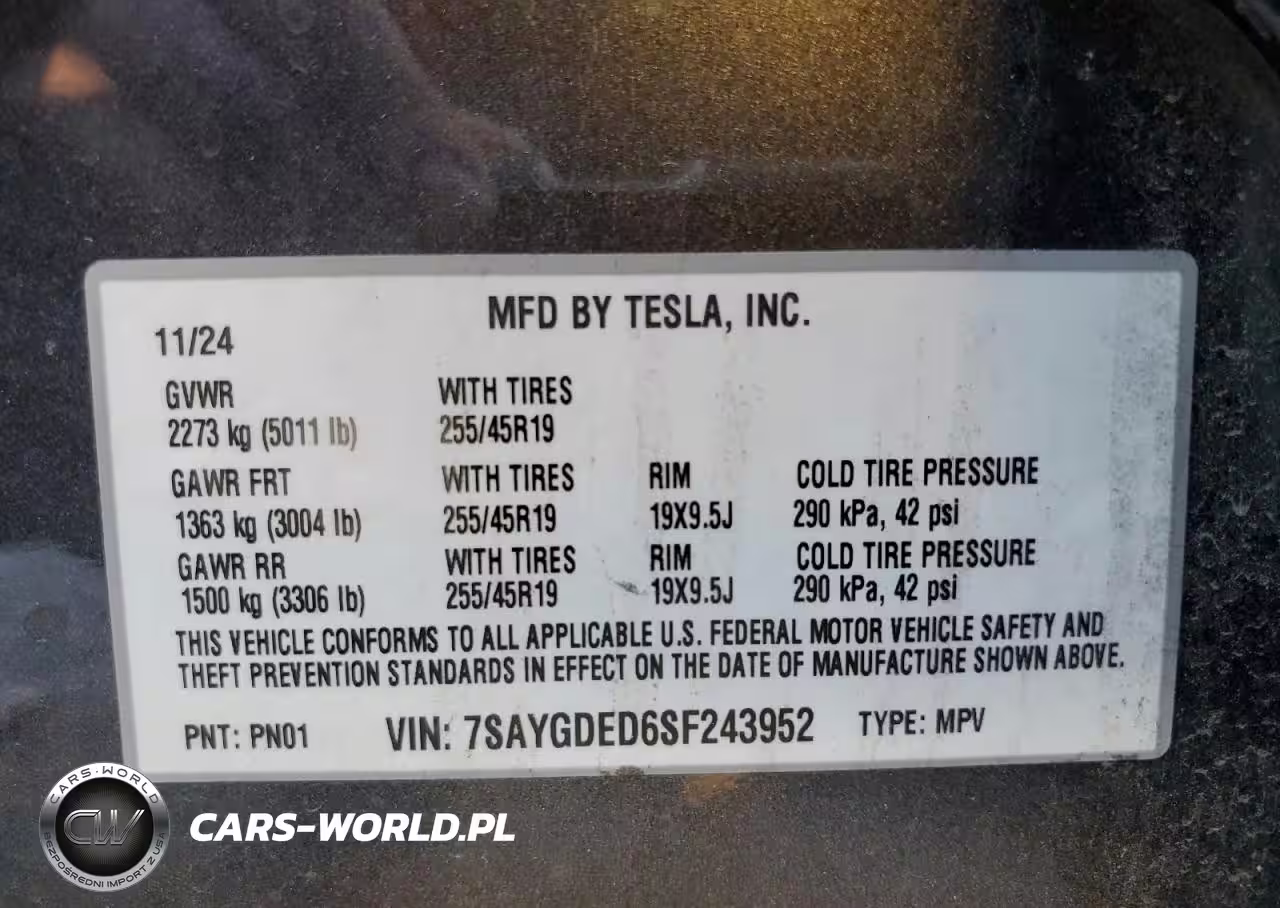 MFD BY TESLA, INC.
11/24
GVWR WITH TIRES
2273 kg (5011 lb) 255/45R19
GAWR FRT WITH TIRES RIM COLD TIRE PRESSURE
1363 kg (3004 lb) 255/45R19 19X9.5J 290 kPa, 42 psi
GAWR RR WITH TIRES RIM COLD TIRE PRESSURE
1500 kg (3306 lb) 255/45R19 19X9.5J 290 kPa, 42 psi
THIS VEHICLE CONFORMS TO ALL APPLICABLE U.S. FEDERAL MOTOR VEHICLE SAFETY AND
THEFT PREVENTION STANDARDS IN EFFECT ON THE DATE OF MANUFACTURE SHOWN ABOVE.
PNT: PN01 VIN: 7SAYGDED6SF243952 TYPE: MPV
CARS-WORLD
CW
BEZPOŚREDNI IMPORT Z USA
CARS-WORLD.PL